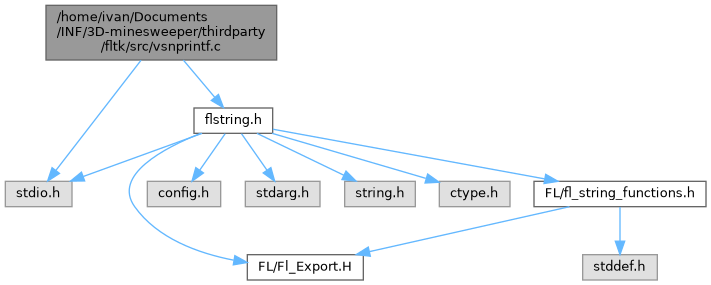 /home/ivan/Documents
/INF/3D-minesweeper/thirdparty
/fltk/src/vsnprintf.c
flstring.h
stdio.h
config.h
stdarg.h
string.h
ctype.h
FL/fl_string_functions.h
FL/Fl_Export.H
stddef.h